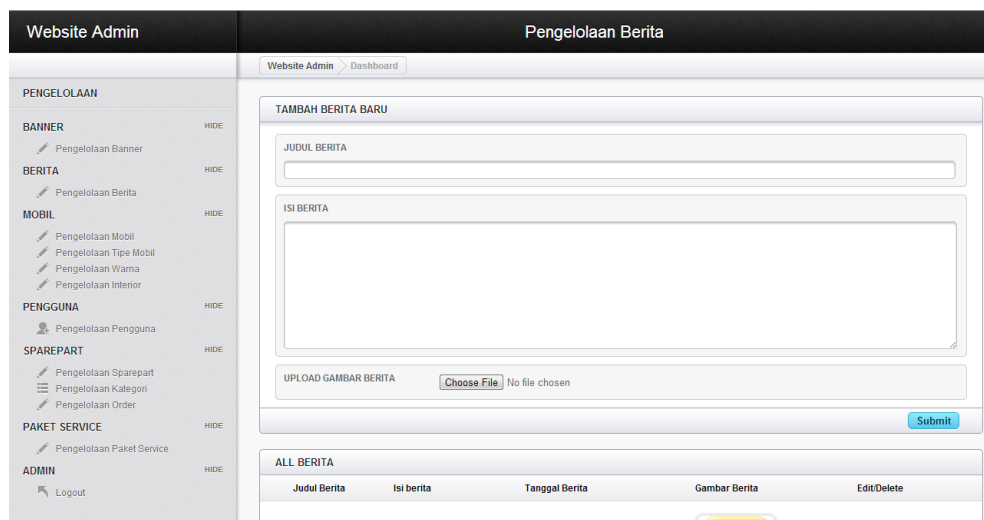 Website Admin
Pengelolaan Berita
Website Admin
Dashboard
PENGELOLAAN
BANNER
HIDE
Pengelolaan Banner
BERITA
HIDE
Pengelolaan Berita
MOBIL
HIDE
Pengelolaan Mobil
Pengelolaan Tipe Mobil
Pengelolaan Warna
Pengelolaan Interior
PENGGUNA
HIDE
Pengelolaan Pengguna
SPAREPART
HIDE
Pengelolaan Sparepart
Pengelolaan Kategori
Pengelolaan Order
PAKET SERVICE
HIDE
Pengelolaan Paket Service
ADMIN
HIDE
Logout
TAMBAH BERITA BARU
JUDUL BERITA
ISI BERITA
UPLOAD GAMBAR BERITA
Choose File No file chosen
Submit
ALL BERITA
Judul Berita Isi berita Tanggal Berita Gambar Berita Edit/Delete